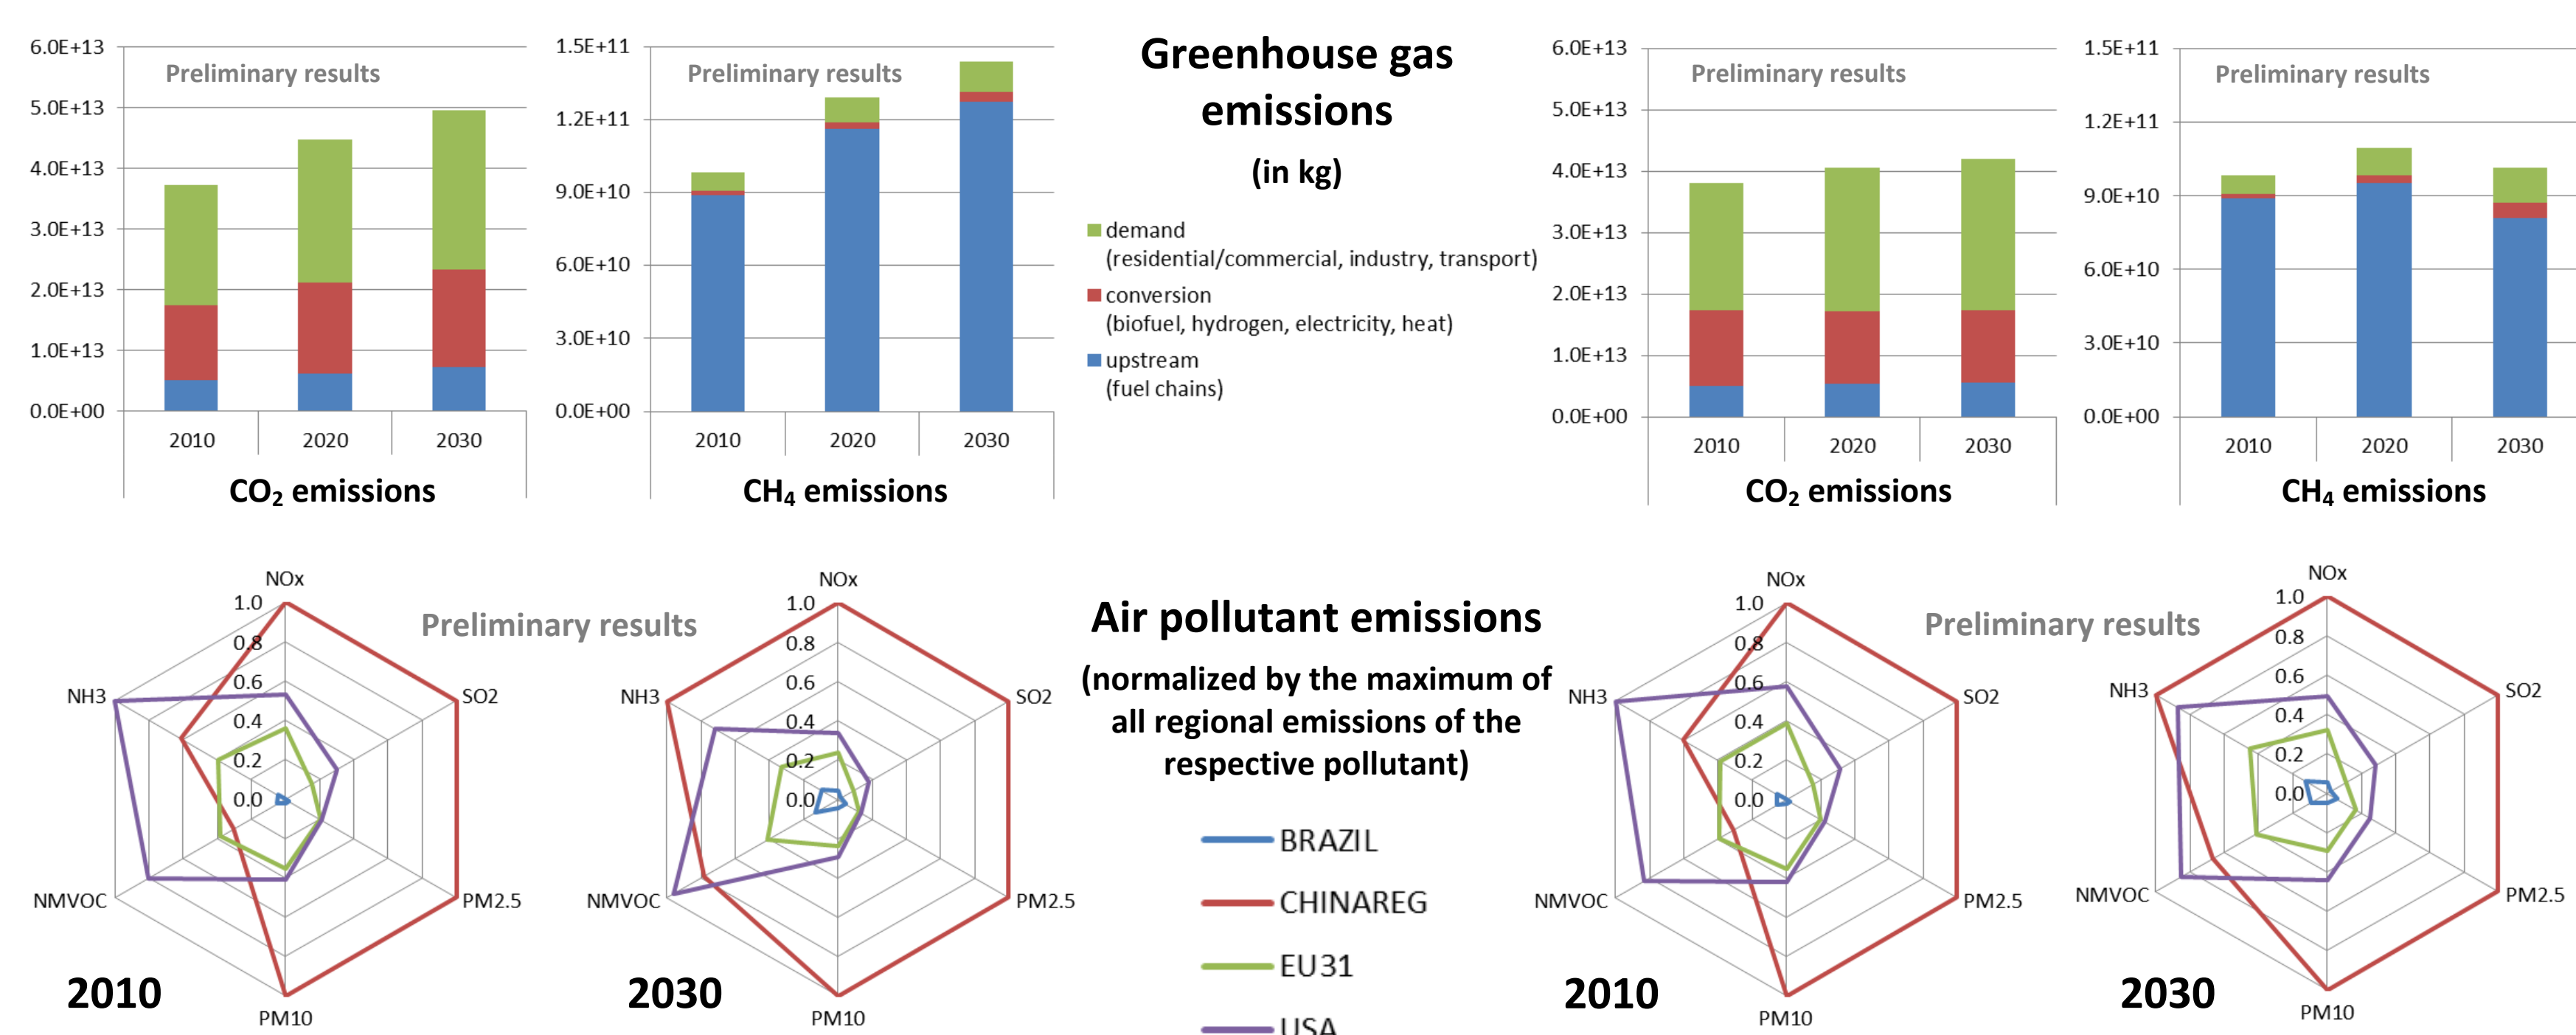 6.0E+13
5.0E+13
4.0E+13
3.0E+13
2.0E+13
1.0E+13
0.0E+00
Preliminary results
2010 2020 2030
CO2 emissions
1.5E+11
1.2E+11
9.0E+10
6.0E+10
3.0E+10
0.0E+00
Preliminary results
2010 2020 2030
CH4 emissions
Greenhouse gas
emissions
(in kg)
demand
(residential/commercial, industry, transport)
conversion
(biofuel, hydrogen, electricity, heat)
upstream
(fuel chains)
6.0E+13
5.0E+13
4.0E+13
3.0E+13
2.0E+13
1.0E+13
0.0E+00
Preliminary results
2010 2020 2030
CO2 emissions
1.5E+11
1.2E+11
9.0E+10
6.0E+10
3.0E+10
0.0E+00
Preliminary results
2010 2020 2030
CH4 emissions
NOx
1.0
0.8
0.6
0.4
0.2
0.0
SO2
PM2.5
PM10
NMVOC
NH3
2010
Preliminary results
NOx
1.0
0.8
0.6
0.4
0.2
0.0
SO2
PM2.5
PM10
NMVOC
NH3
2030
Air pollutant emissions
(normalized by the maximum of
all regional emissions of the
respective pollutant)
BRAZIL
CHINAREG
EU31
USA
NOx
1.0
0.8
0.6
0.4
0.2
0.0
SO2
PM2.5
PM10
NMVOC
NH3
2010
Preliminary results
NOx
1.0
0.8
0.6
0.4
0.2
0.0
SO2
PM2.5
PM10
NMVOC
NH3
2030